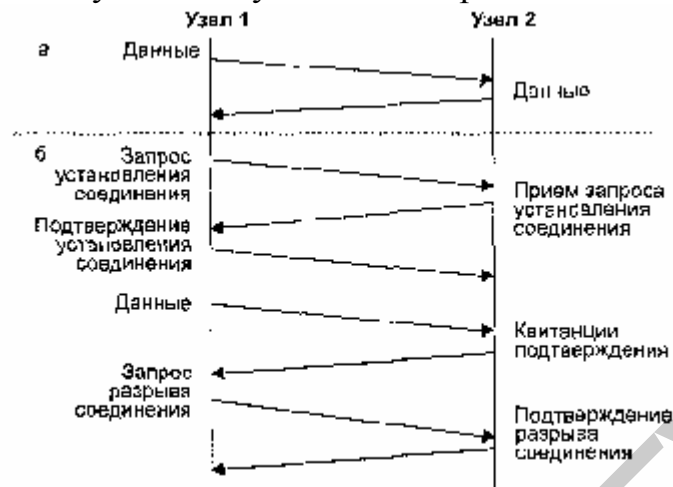 Узел 1
Узел 2
а
Данные
Данные
б
Запрос
установления
соединения
Прием запроса
установления
соединения
Подтверждение
установления
соединения
Данные
Квитанции
подтверждения
Запрос
разрыва
соединения
Подтверждение
разрыва
соединения